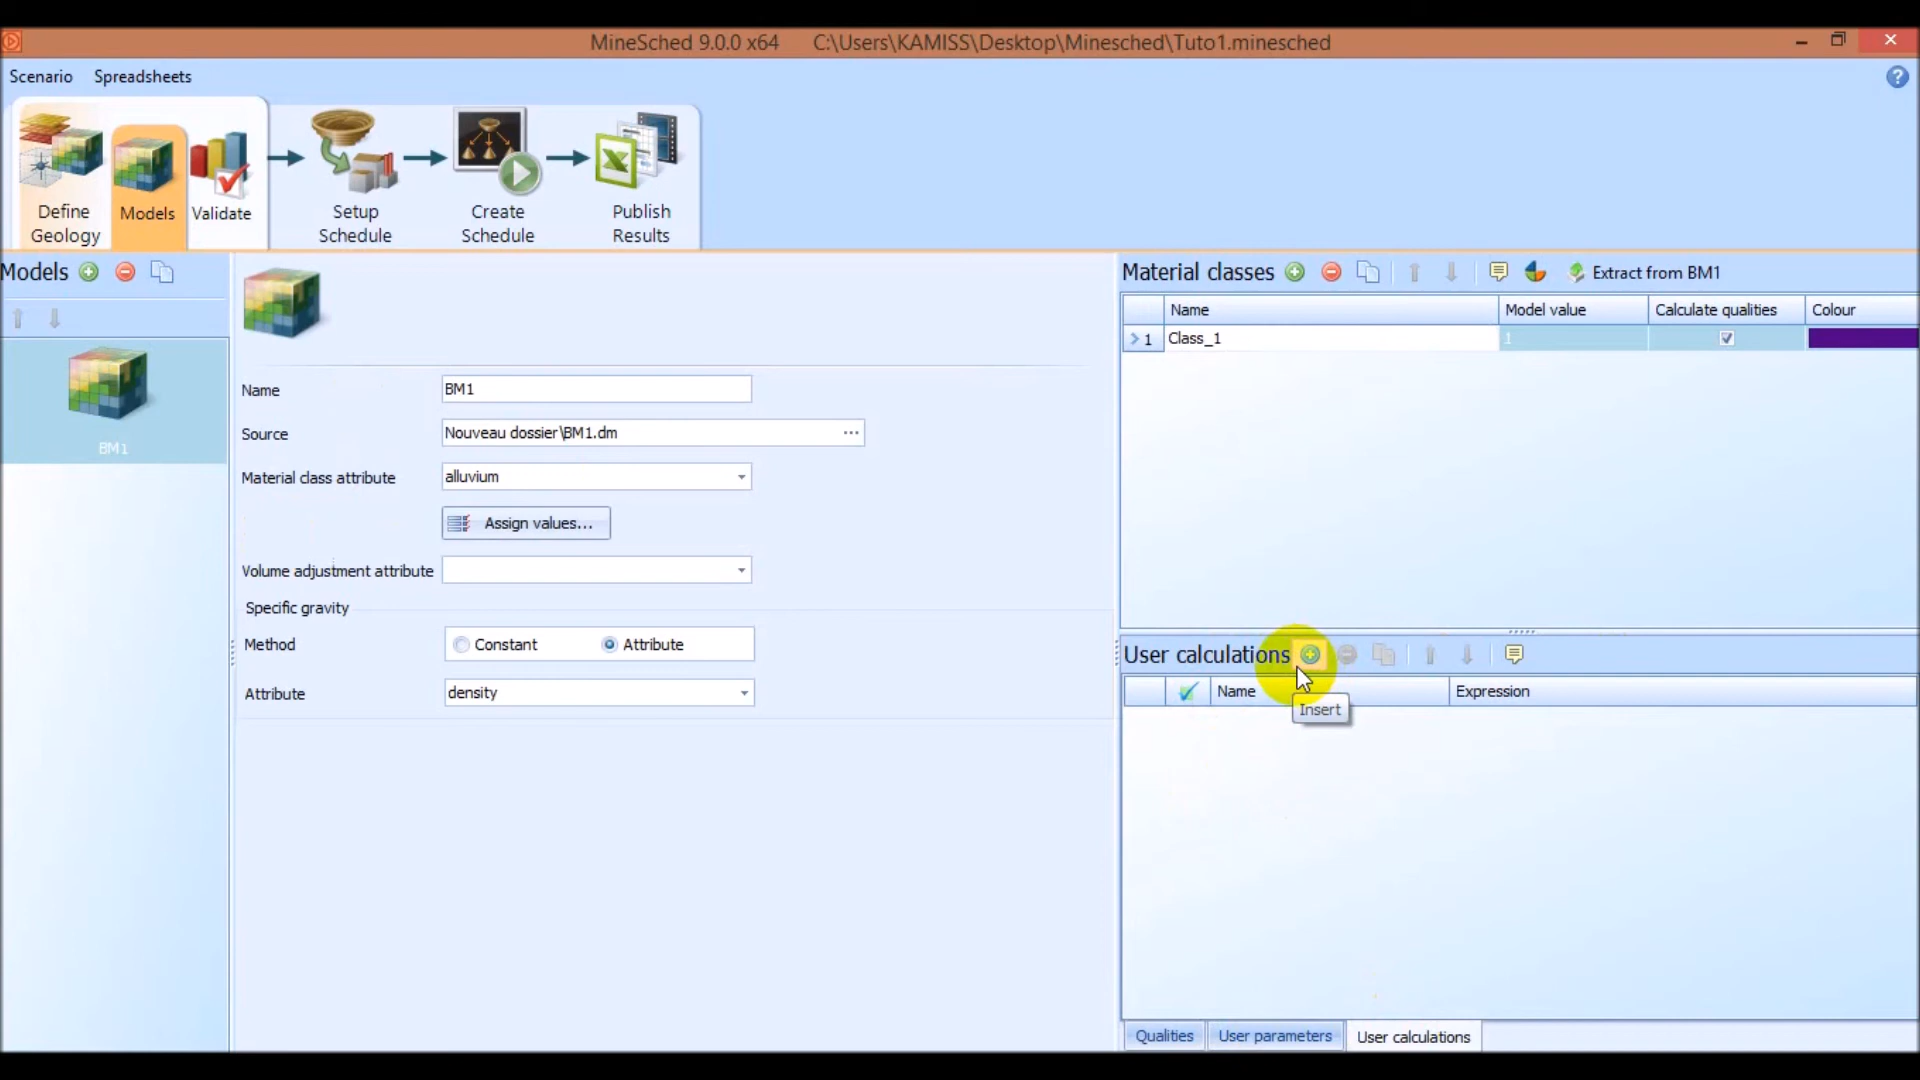 MineSched 9.0.0 x64 C:\Users\KAMISS\Desktop\Minesched\Tuto1.minesched
Scenario Spreadsheets
Define Geology
Models
Validate
Setup Schedule
Create Schedule
Publish Results
Models
BM1
Name BM1
Source Nouveau dossier\BM1.dm ...
Material class attribute alluvium
Assign values...
Volume adjustment attribute
Specific gravity
Method Constant Attribute
Attribute density
Material classes Extract from BM1
Name Model value Calculate qualities Colour
1 Class_1 1
User calculations
Name Expression
Insert
Qualities User parameters User calculations